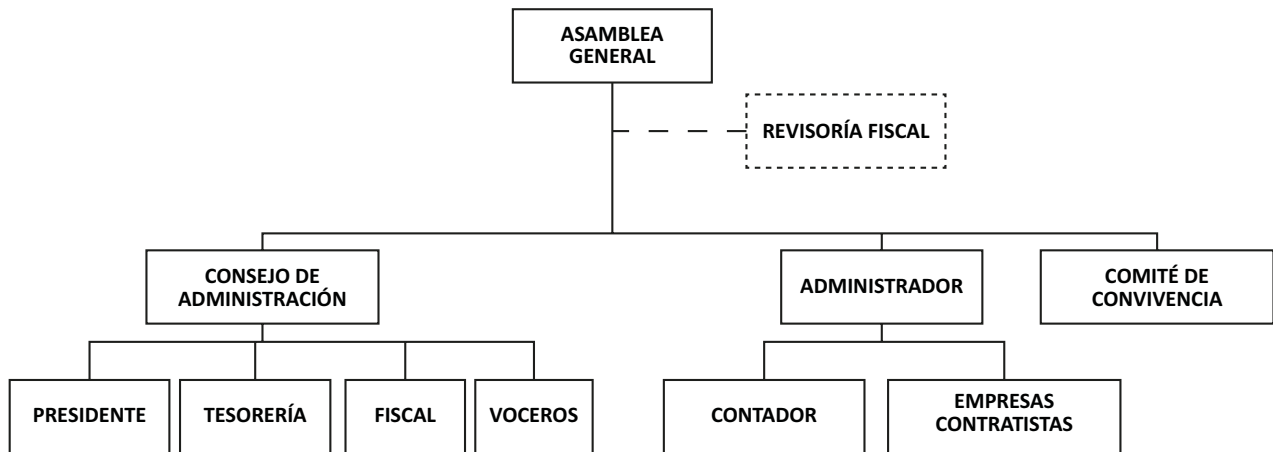 ASAMBLEA
GENERAL
REVISORÍA FISCAL
CONSEJO DE
ADMINISTRACIÓN
ADMINISTRADOR
COMITÉ DE
CONVIVENCIA
PRESIDENTE
TESORERÍA
FISCAL
VOCEROS
CONTADOR
EMPRESAS
CONTRATISTAS